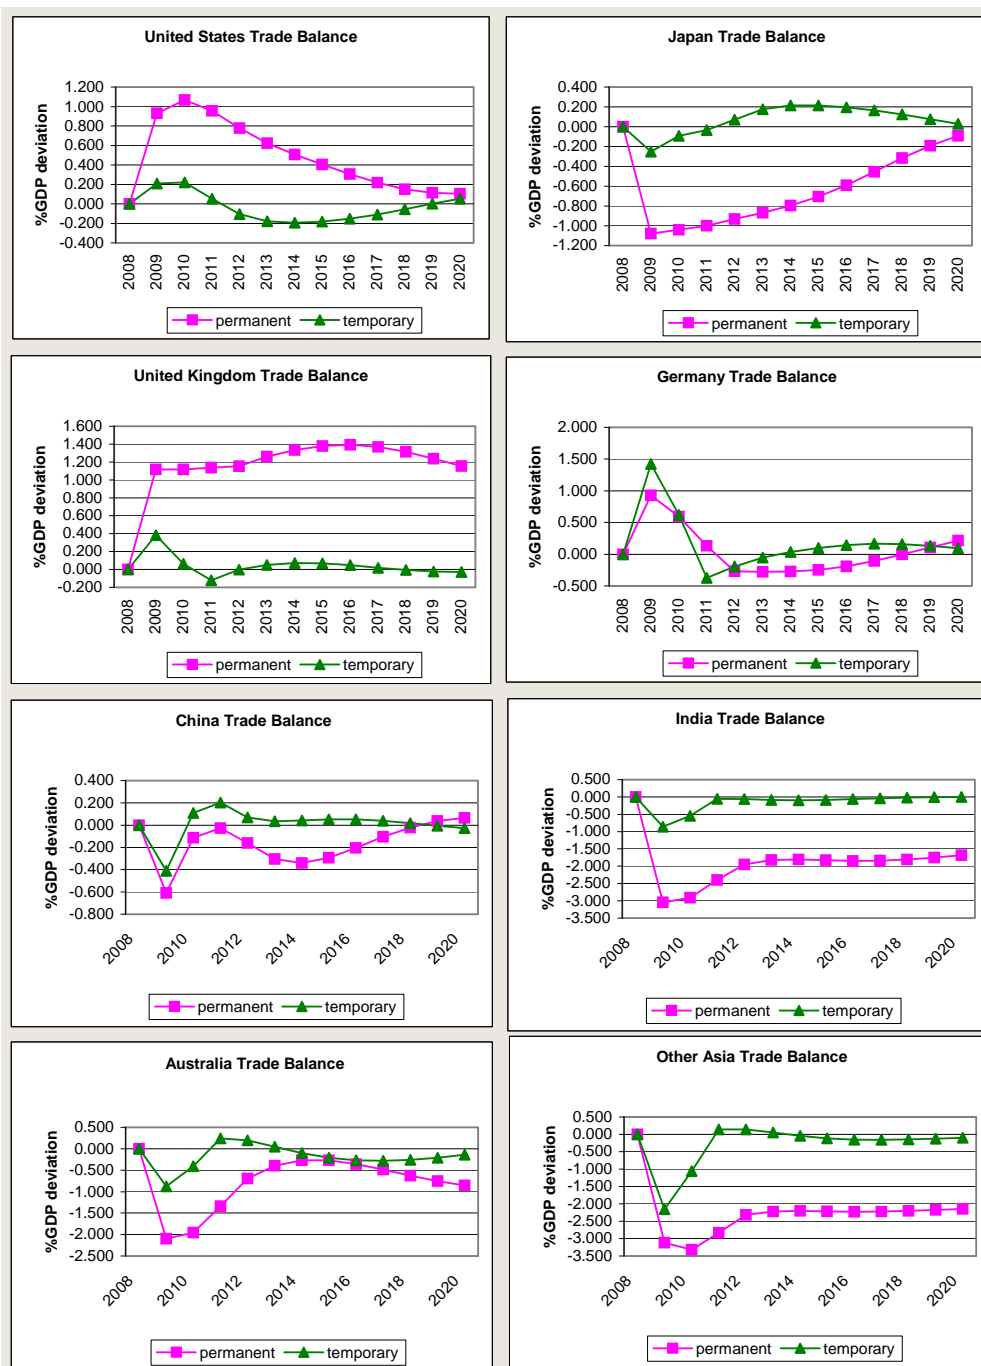 United States Trade Balance
%GDP deviation
1.200
1.000
0.800
0.600
0.400
0.200
0.000
-0.200
-0.400
2008 2009 2010 2011 2012 2013 2014 2015 2016 2017 2018 2019 2020
permanent temporary
Japan Trade Balance
%GDP deviation
0.400
0.200
0.000
-0.200
-0.400
-0.600
-0.800
-1.000
-1.200
2008 2009 2010 2011 2012 2013 2014 2015 2016 2017 2018 2019 2020
permanent temporary
United Kingdom Trade Balance
%GDP deviation
1.600
1.400
1.200
1.000
0.800
0.600
0.400
0.200
0.000
-0.200
2008 2009 2010 2011 2012 2013 2014 2015 2016 2017 2018 2019 2020
permanent temporary
Germany Trade Balance
%GDP deviation
2.000
1.500
1.000
0.500
0.000
-0.500
2008 2009 2010 2011 2012 2013 2014 2015 2016 2017 2018 2019 2020
permanent temporary
China Trade Balance
%GDP deviation
0.400
0.200
0.000
-0.200
-0.400
-0.600
-0.800
2008 2010 2012 2014 2016 2018 2020
permanent temporary
India Trade Balance
%GDP deviation
0.500
0.000
-0.500
-1.000
-1.500
-2.000
-2.500
-3.000
-3.500
2008 2010 2012 2014 2016 2018 2020
permanent temporary
Australia Trade Balance
%GDP deviation
0.500
0.000
-0.500
-1.000
-1.500
-2.000
-2.500
2008 2010 2012 2014 2016 2018 2020
permanent temporary
Other Asia Trade Balance
%GDP deviation
0.500
0.000
-0.500
-1.000
-1.500
-2.000
-2.500
-3.000
-3.500
2008 2010 2012 2014 2016 2018 2020
permanent temporary